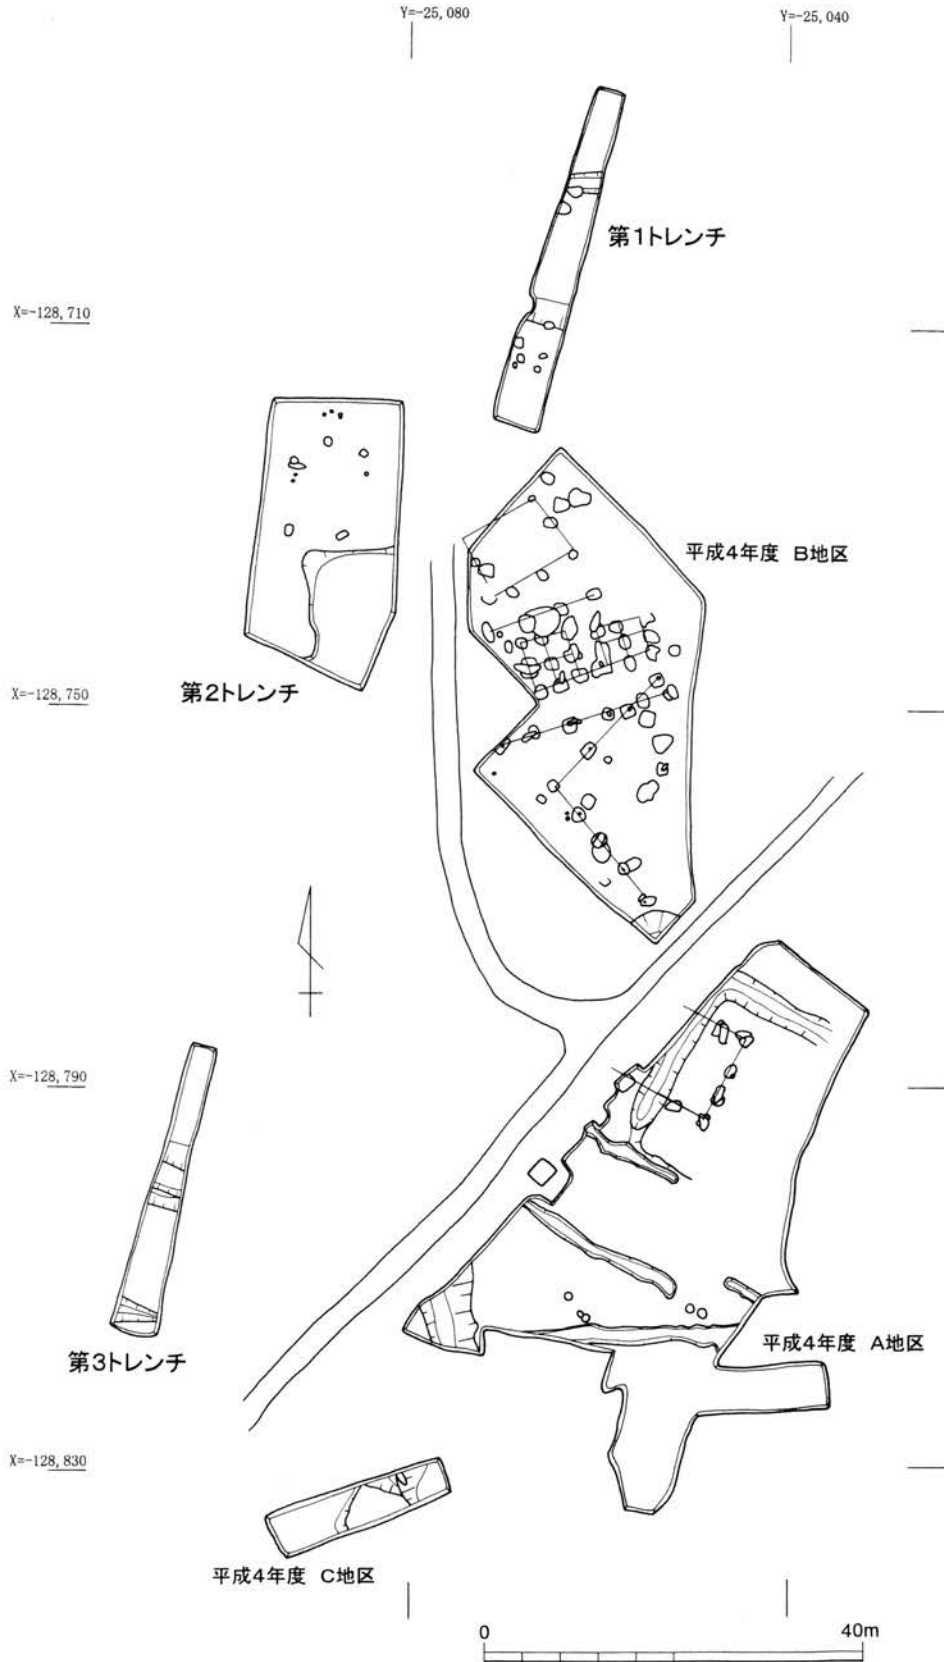 Y=-25,080
Y=-25,040
第1トレンチ
X=-128,710
平成4年度 B地区
第2トレンチ
X=-128,750
X=-128,790
平成4年度 A地区
第3トレンチ
X=-128,830
平成4年度 C地区
0 40m